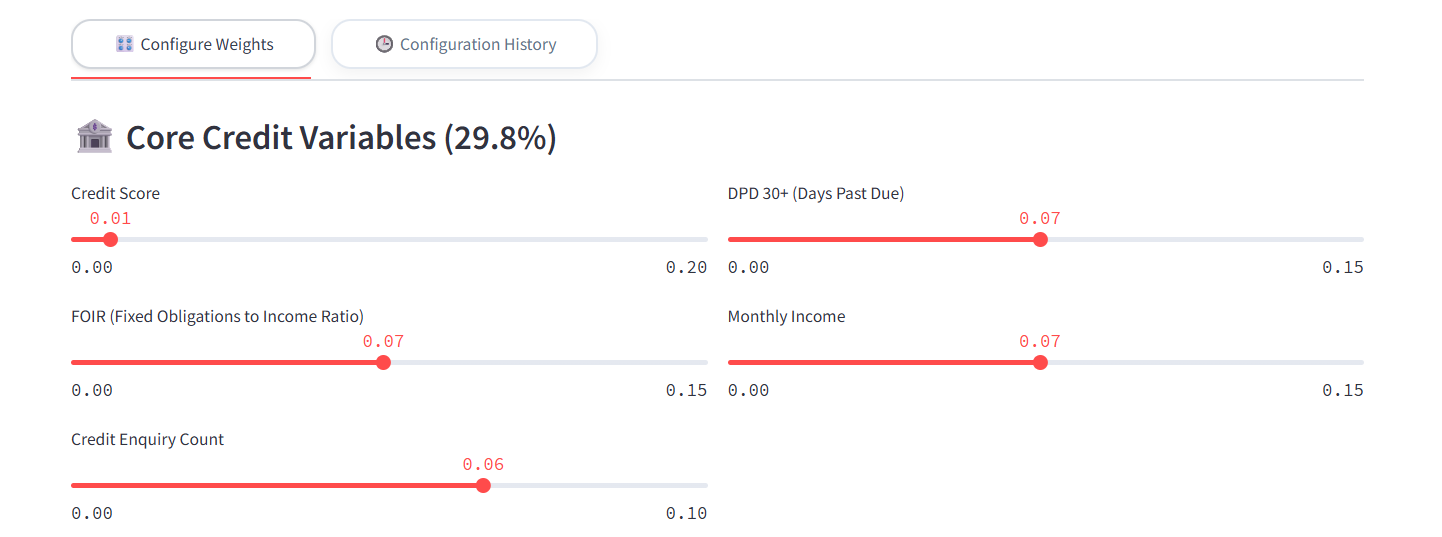 Configure Weights Configuration History
Core Credit Variables (29.8%)
Credit Score
0.01
0.00 0.20
DPD 30+ (Days Past Due)
0.07
0.00 0.15
FOIR (Fixed Obligations to Income Ratio)
0.07
0.00 0.15
Monthly Income
0.07
0.00 0.15
Credit Enquiry Count
0.06
0.00 0.10